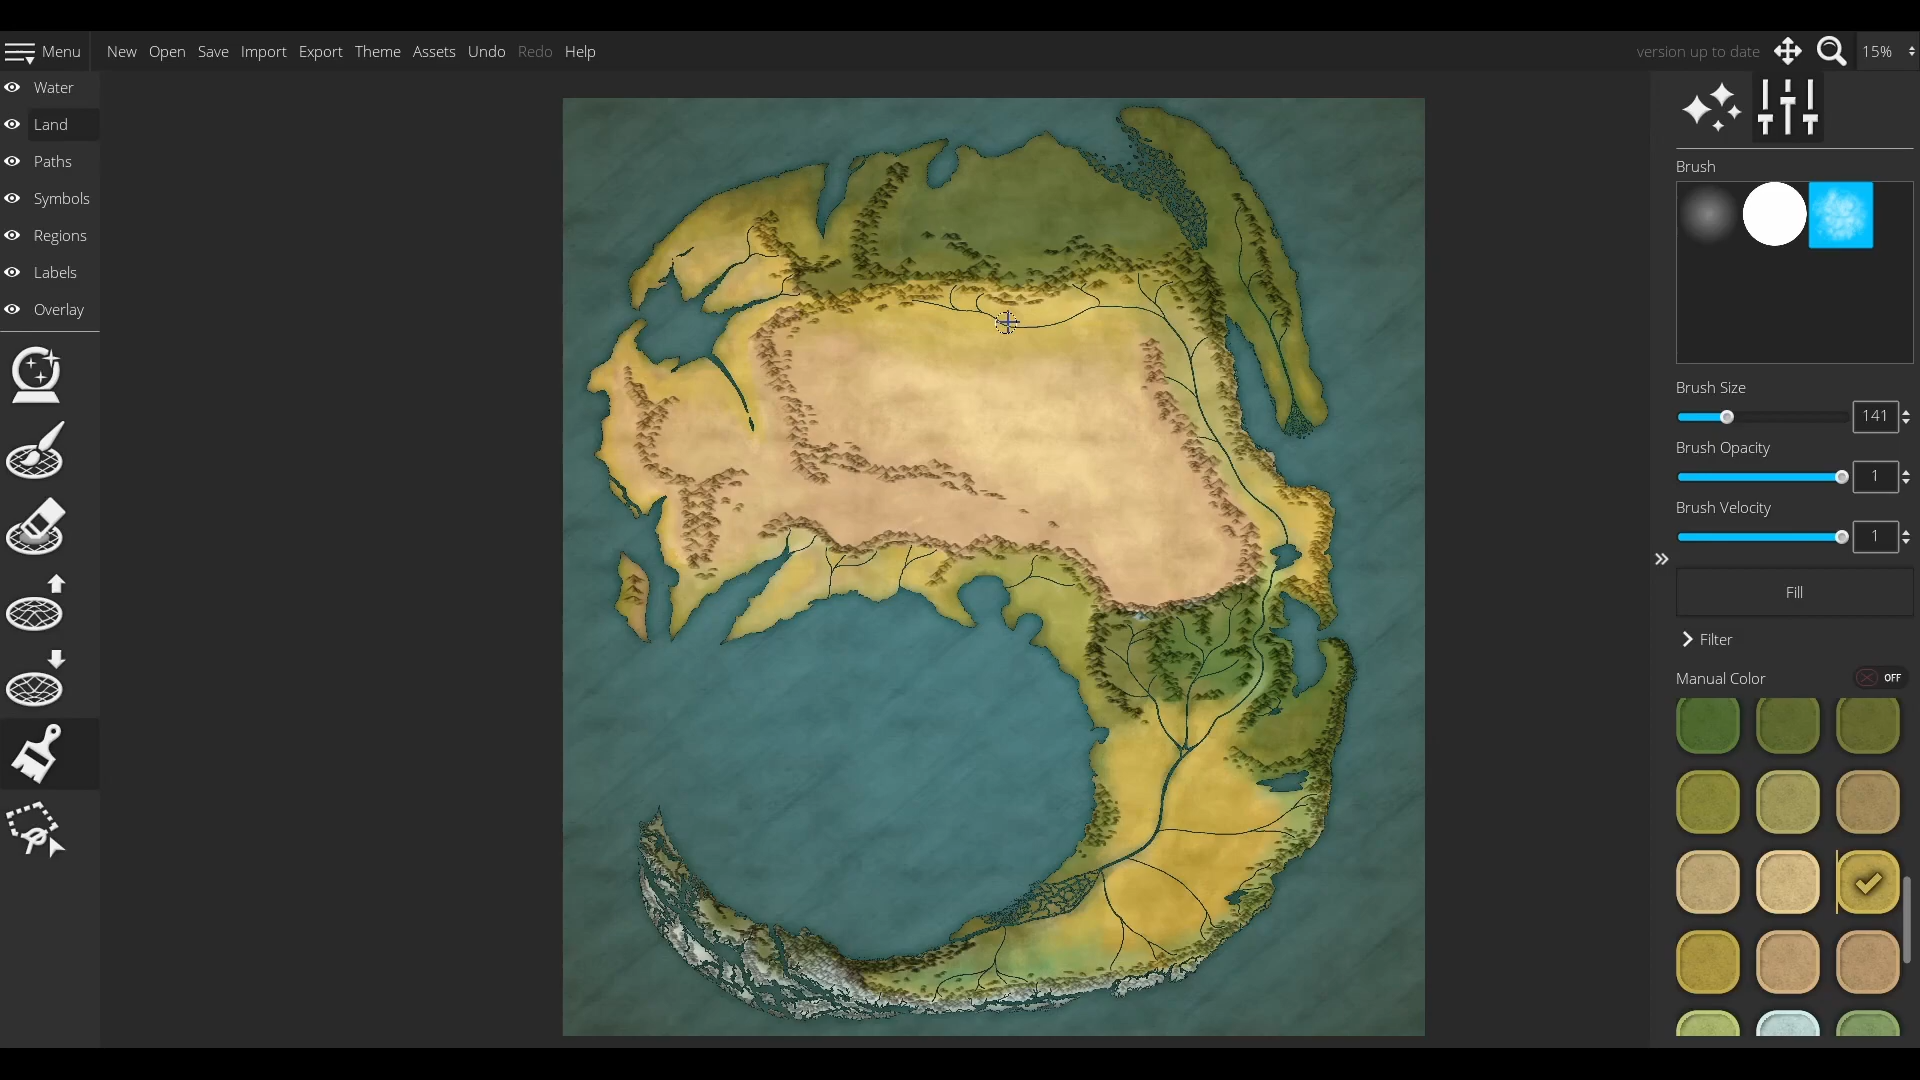 Menu New Open Save Import Export Theme Assets Undo Redo Help version up to date 15%
Water
Land
Paths
Symbols
Regions
Labels
Overlay
Brush
Brush Size
141
Brush Opacity
1
Brush Velocity
1
Fill
Filter
Manual Color OFF